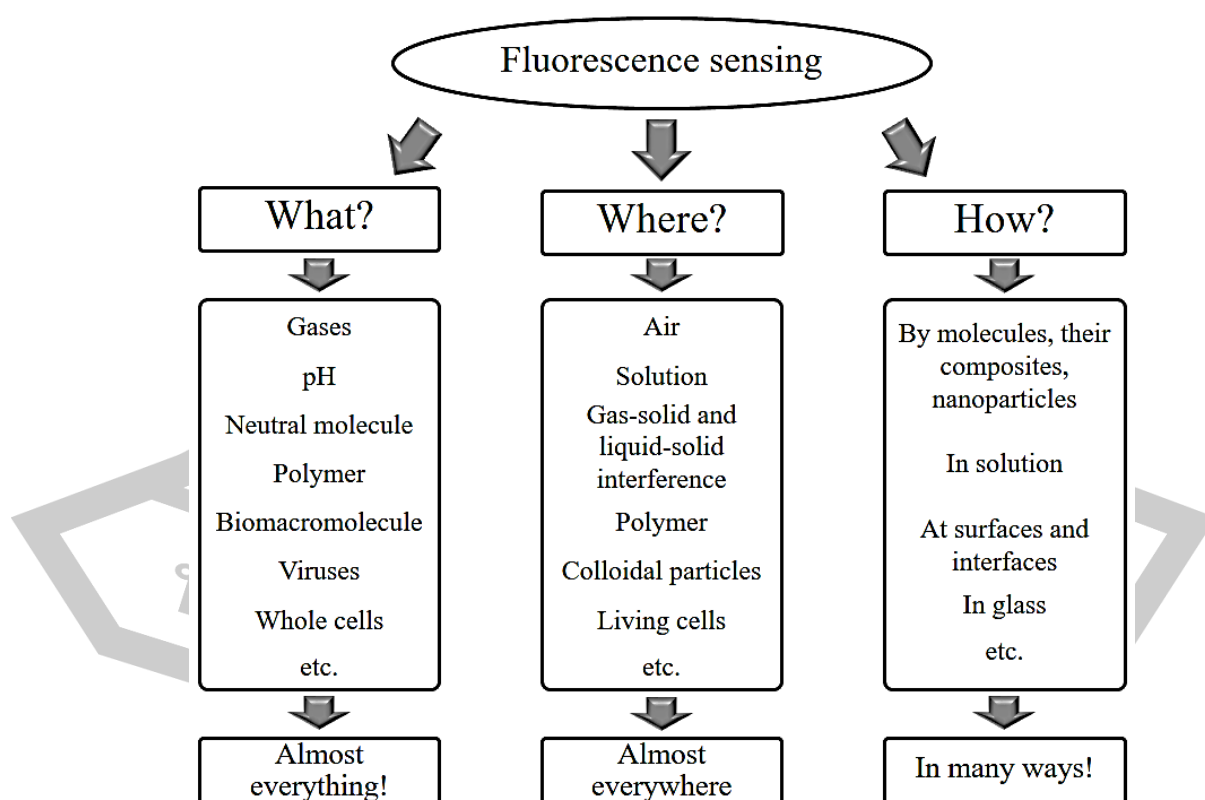 Fluorescence sensing
What?
Where?
How?
Gases
pH
Neutral molecule
Polymer
Biomacromolecule
Viruses
Whole cells
etc.
Air
Solution
Gas-solid and
liquid-solid
interference
Polymer
Colloidal particles
Living cells
etc.
By molecules, their
composites,
nanoparticles
In solution
At surfaces and
interfaces
In glass
etc.
Almost
everything!
Almost
everywhere
In many ways!